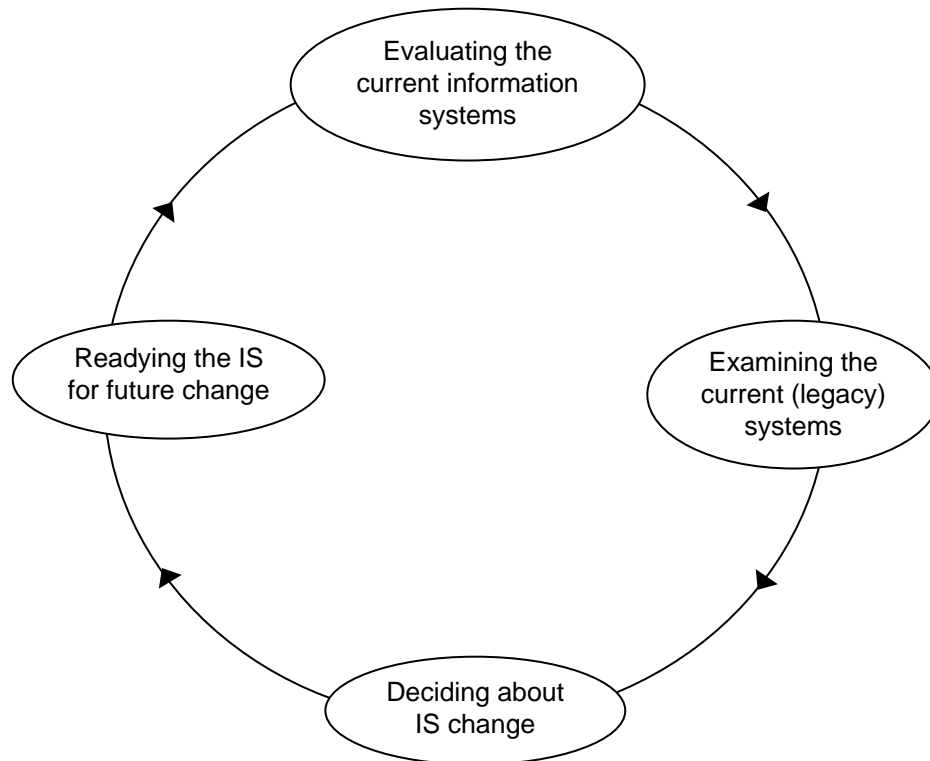 Evaluating the
current information
systems
Readying the IS
for future change
Examining the
current (legacy)
systems
Deciding about
IS change